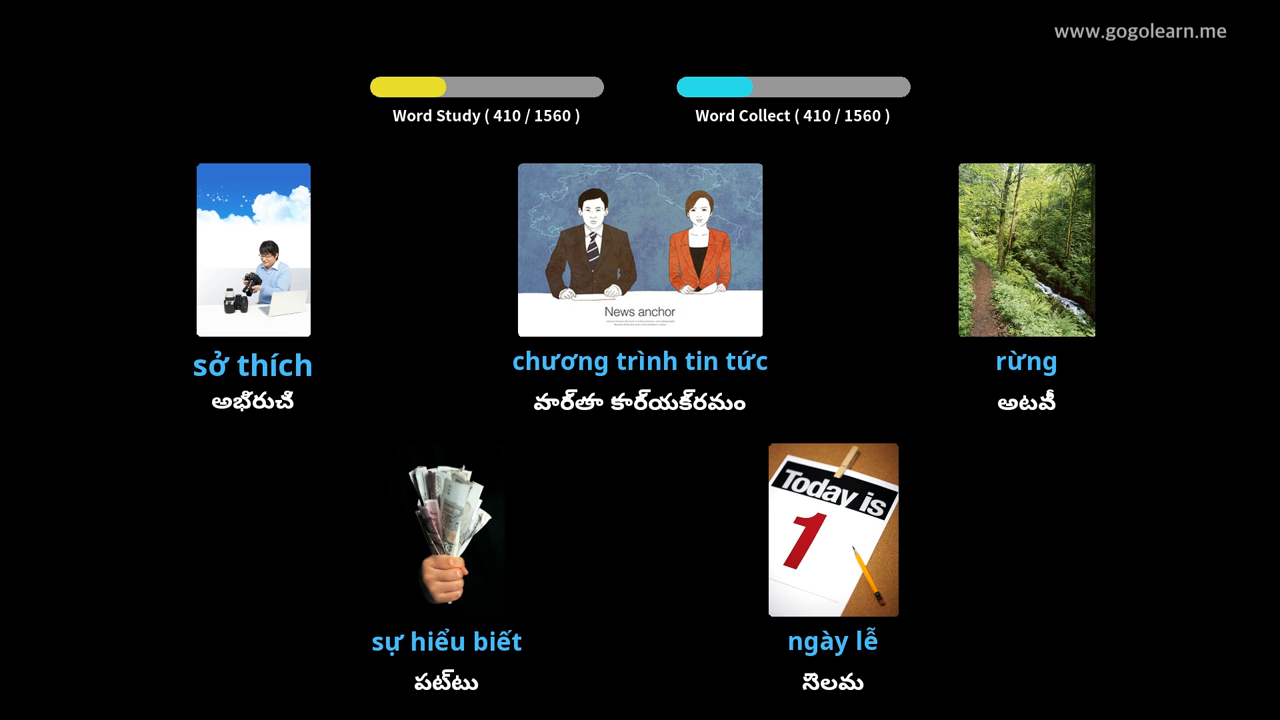 www.gogolearn.me
Word Study ( 410 / 1560 )
Word Collect ( 410 / 1560 )
News anchor
sở thích
chương trình tin tức
rừng
అభిరుచి
వార్తా కార్యక్రమం
అటవీ
Today is
1
sự hiểu biết
ngày lễ
పట్టు
సెలవు